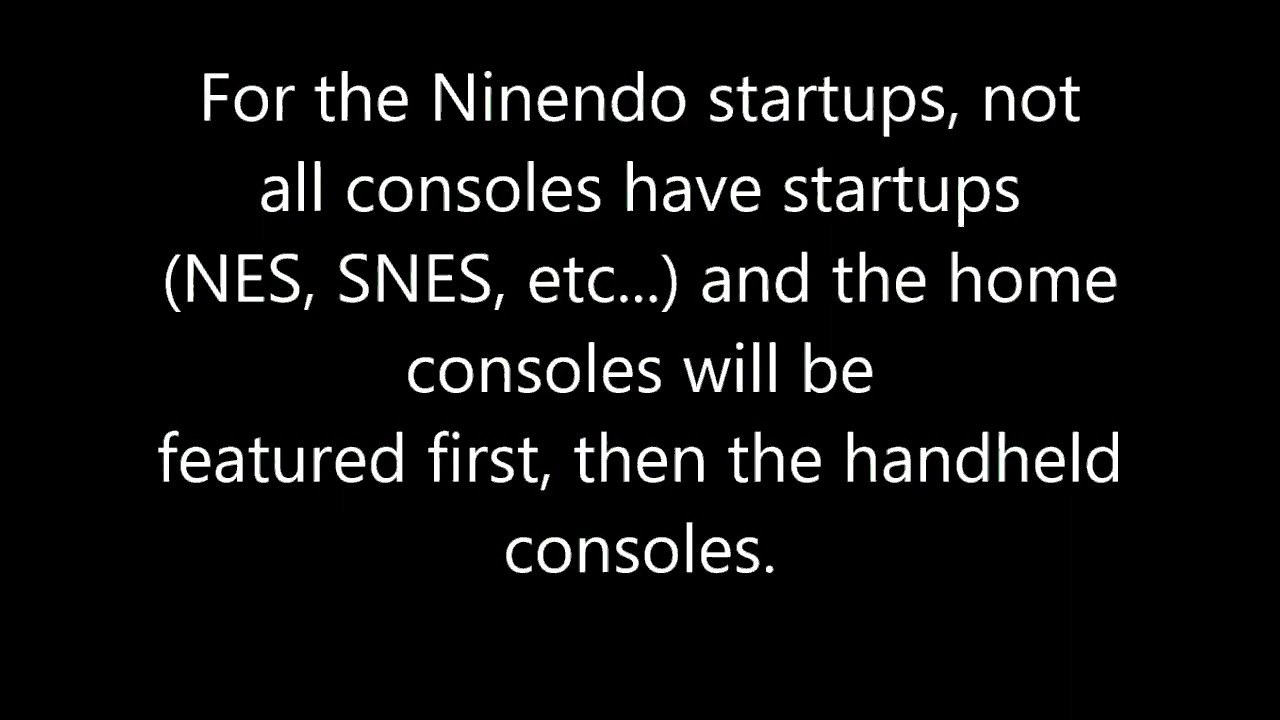 For the Ninendo startups, not
all consoles have startups
(NES, SNES, etc...) and the home
consoles will be
featured first, then the handheld
consoles.